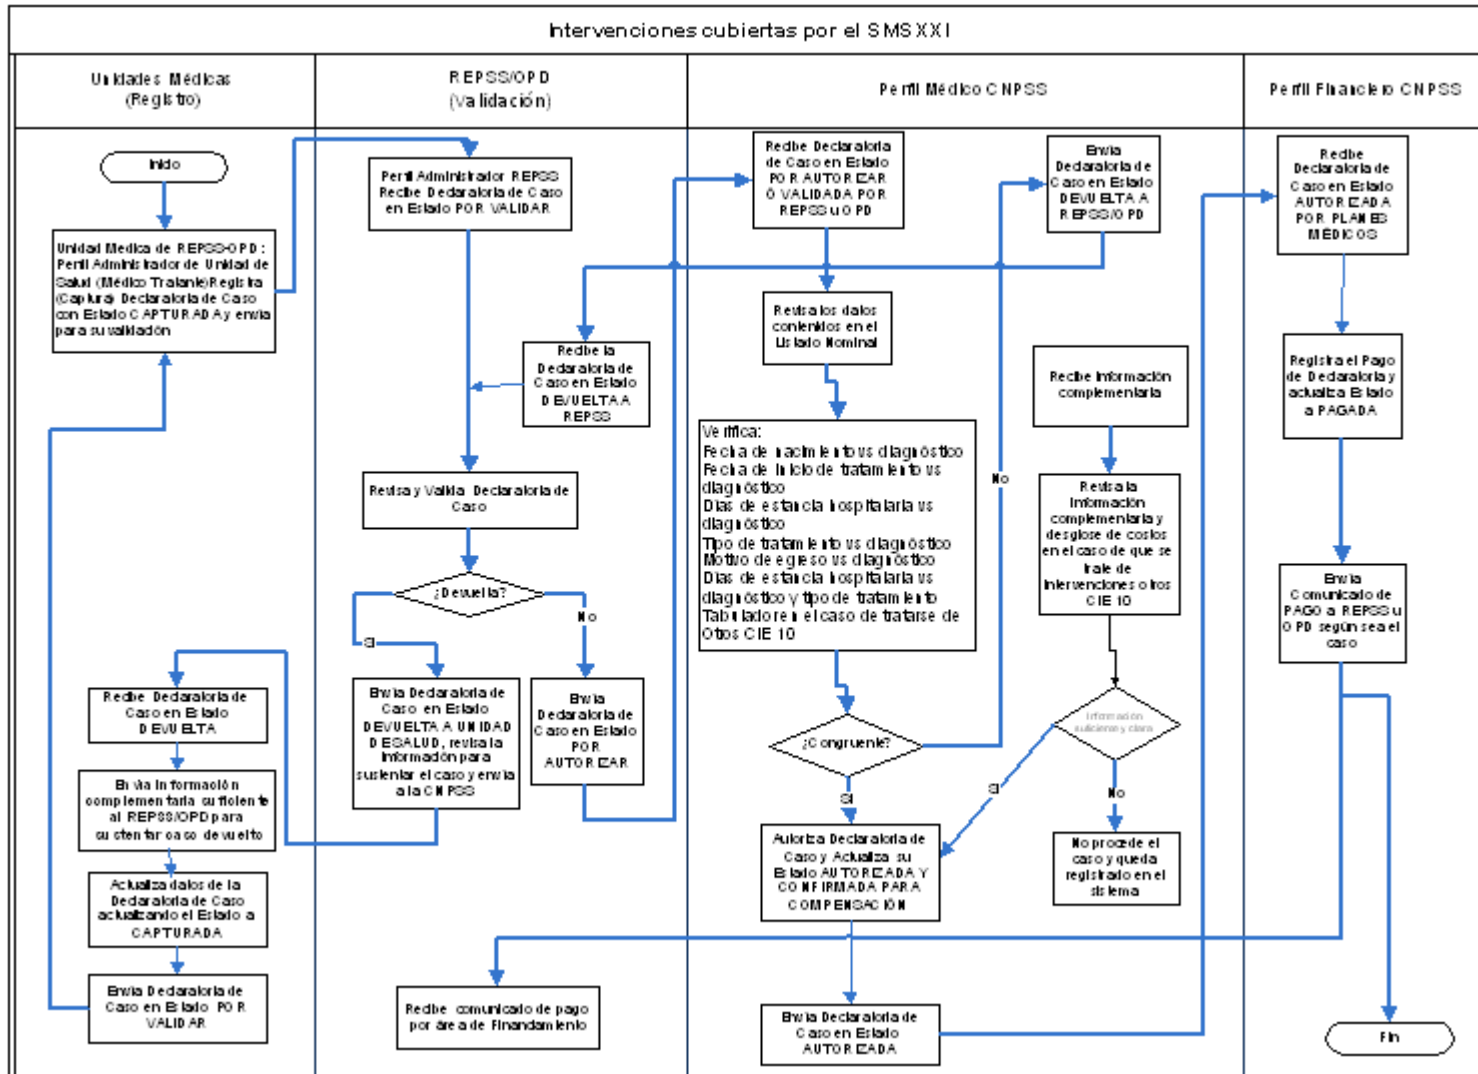 Intervenciones cubiertas por el SMSXXI
Unidades Médicas
(Registro)
REPSS/OPD
(Validación)
Perfil Médico CNPSS
Perfil Financiero CNPSS
Inicio
Unidad Medica de REPSS-OPD :
Perfil Administrador de Unidad de
Salud (Médico Tratante)Registra
(Captura) Declaratoria de Caso
con Estado CAPTURADA y envía
para su validación
Recibe Declaratoria de
Caso en Estado
DEVUELTA
Envía información
complementaria suficiente
al REPSS/OPD para
sustentar caso devuelto
Actualiza datos de la
Declaratoria de Caso
actualizando el Estado a
CAPTURADA
Envía Declaratoria de
Caso en Estado POR
VALIDAR
Perfil Administrador REPSS
Recibe Declaratoria de Caso
en Estado POR VALIDAR
Recibe la
Declaratoria de
Caso en Estado
DEVUELTA A
REPSS
Revisa y Valida Declaratoria de
Caso
¿Devuelta?
SI
No
Envía Declaratoria de
Caso en Estado
DEVUELTA A UNIDAD
DESALUD, revisa la
Información para
sustentar el caso y envía
a la CNPSS
Envía
Declaratoria de
Caso en Estado
POR
AUTORIZAR
Recibe comunicado de pago
por área de Financiamiento
Recibe Declaratoria
de Caso en Estado
POR AUTORIZAR
Ó VALIDADA POR
REPSS u OPD
Revisa los datos
contenidos en el
Listado Nominal
Verifica:
Fecha de nacimiento vs diagnóstico
Fecha de Inicio de tratamiento vs
diagnóstico
Días de estancia hospitalaria vs
diagnóstico
Tipo de tratamiento vs diagnóstico
Motivo de egreso vs diagnóstico
Días de estancia hospitalaria vs
diagnóstico y tipo de tratamiento
Tabulador en el caso de tratarse de
Otros CIE 10
¿Congruente?
SI
No
Autoriza Declaratoria de
Caso y Actualiza su
Estado AUTORIZADA Y
CONFIRMADA PARA
COMPENSACIÓN
Envía Declaratoria de
Caso en Estado
AUTORIZADA
Envía
Declaratoria de
Caso en Estado
DEVUELTA A
REPSS/OPD
Recibe Información
complementaria
Revisa la
Información
complementaria y
desglose de costos
en el caso de que se
trate de
Intervenciones otros
CIE 10
Información
suficiente y clara
SI
No
No procede el
caso y queda
registrado en el
sistema
Recibe
Declaratoria de
Caso en Estado
AUTORIZADA
POR PLANES
MÉDICOS
Registra el Pago
de Declaratoria y
actualiza Estado
a PAGADA
Envía
Comunicado de
PAGO a REPSS u
OPD según sea el
caso
Fin